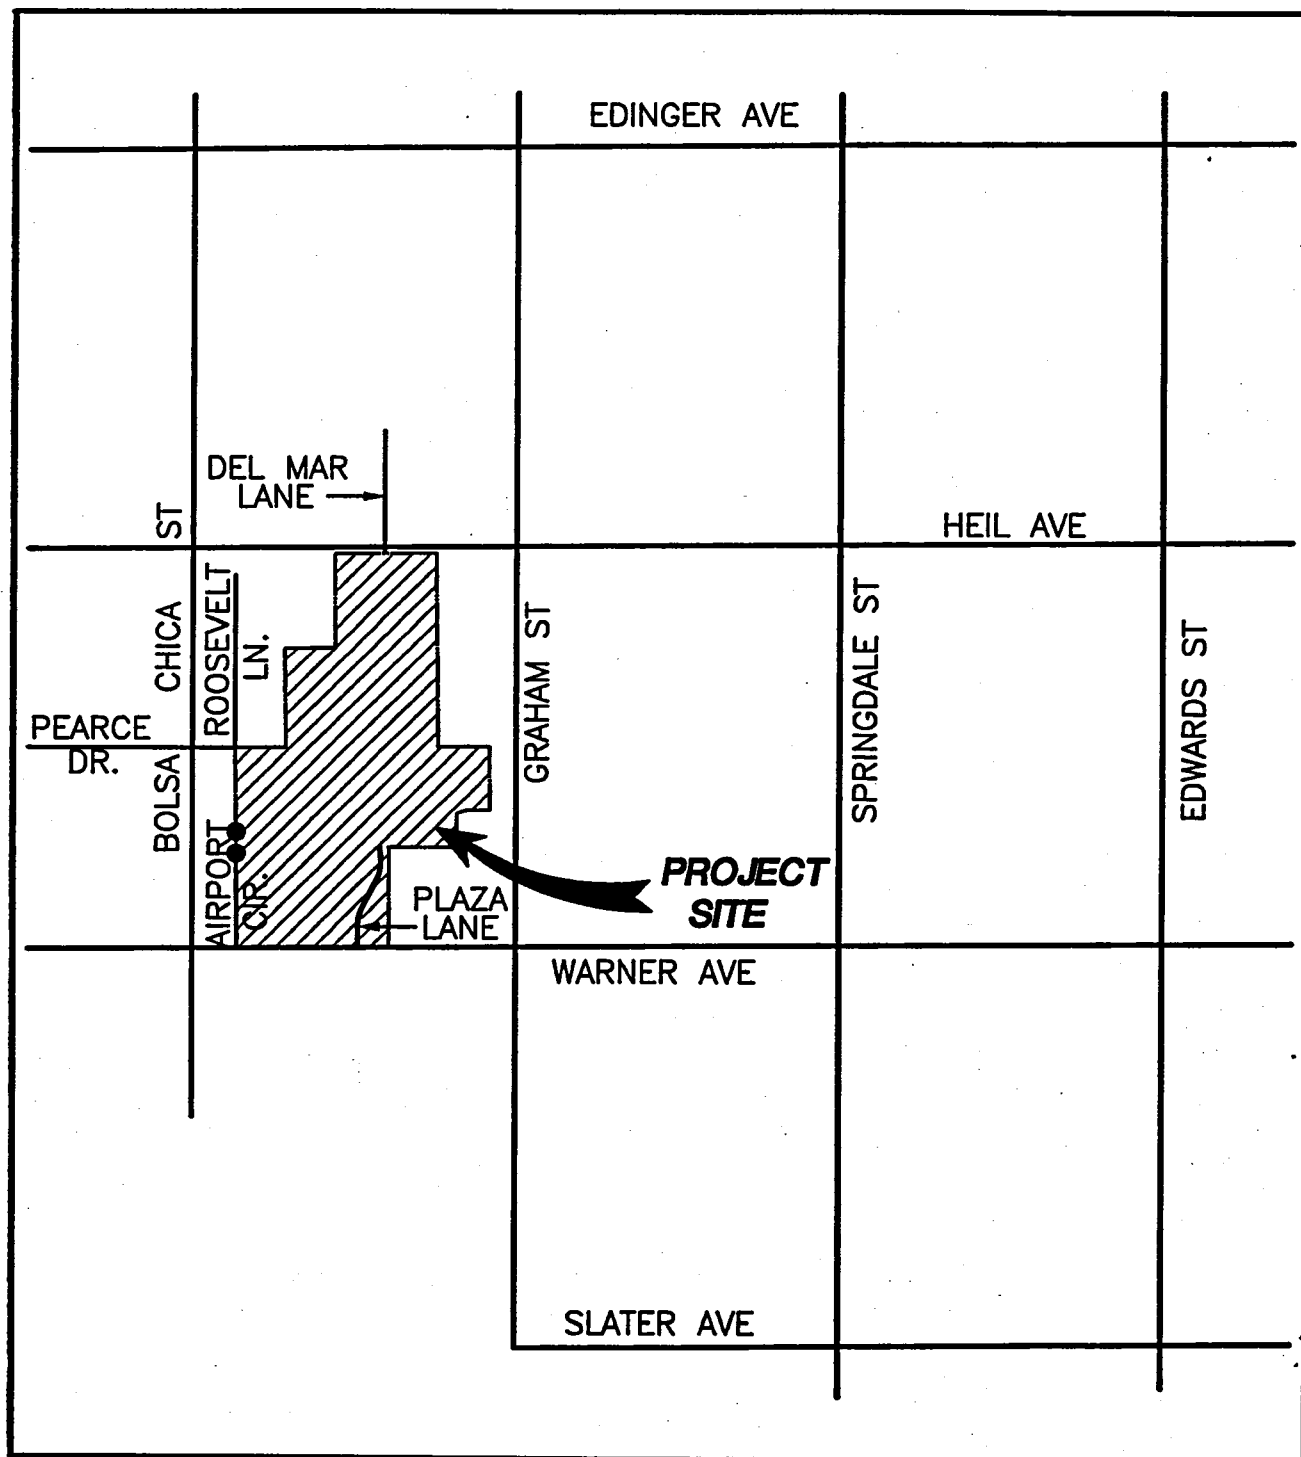 EDINGER AVE
DEL MAR
LANE
HEIL AVE
BOLSA CHICA ST
ROOSEVELT
LN.
GRAHAM ST
SPRINGDALE ST
EDWARDS ST
PEARCE
DR.
AIRPORT
CIR.
PLAZA
LANE
PROJECT
SITE
WARNER AVE
SLATER AVE